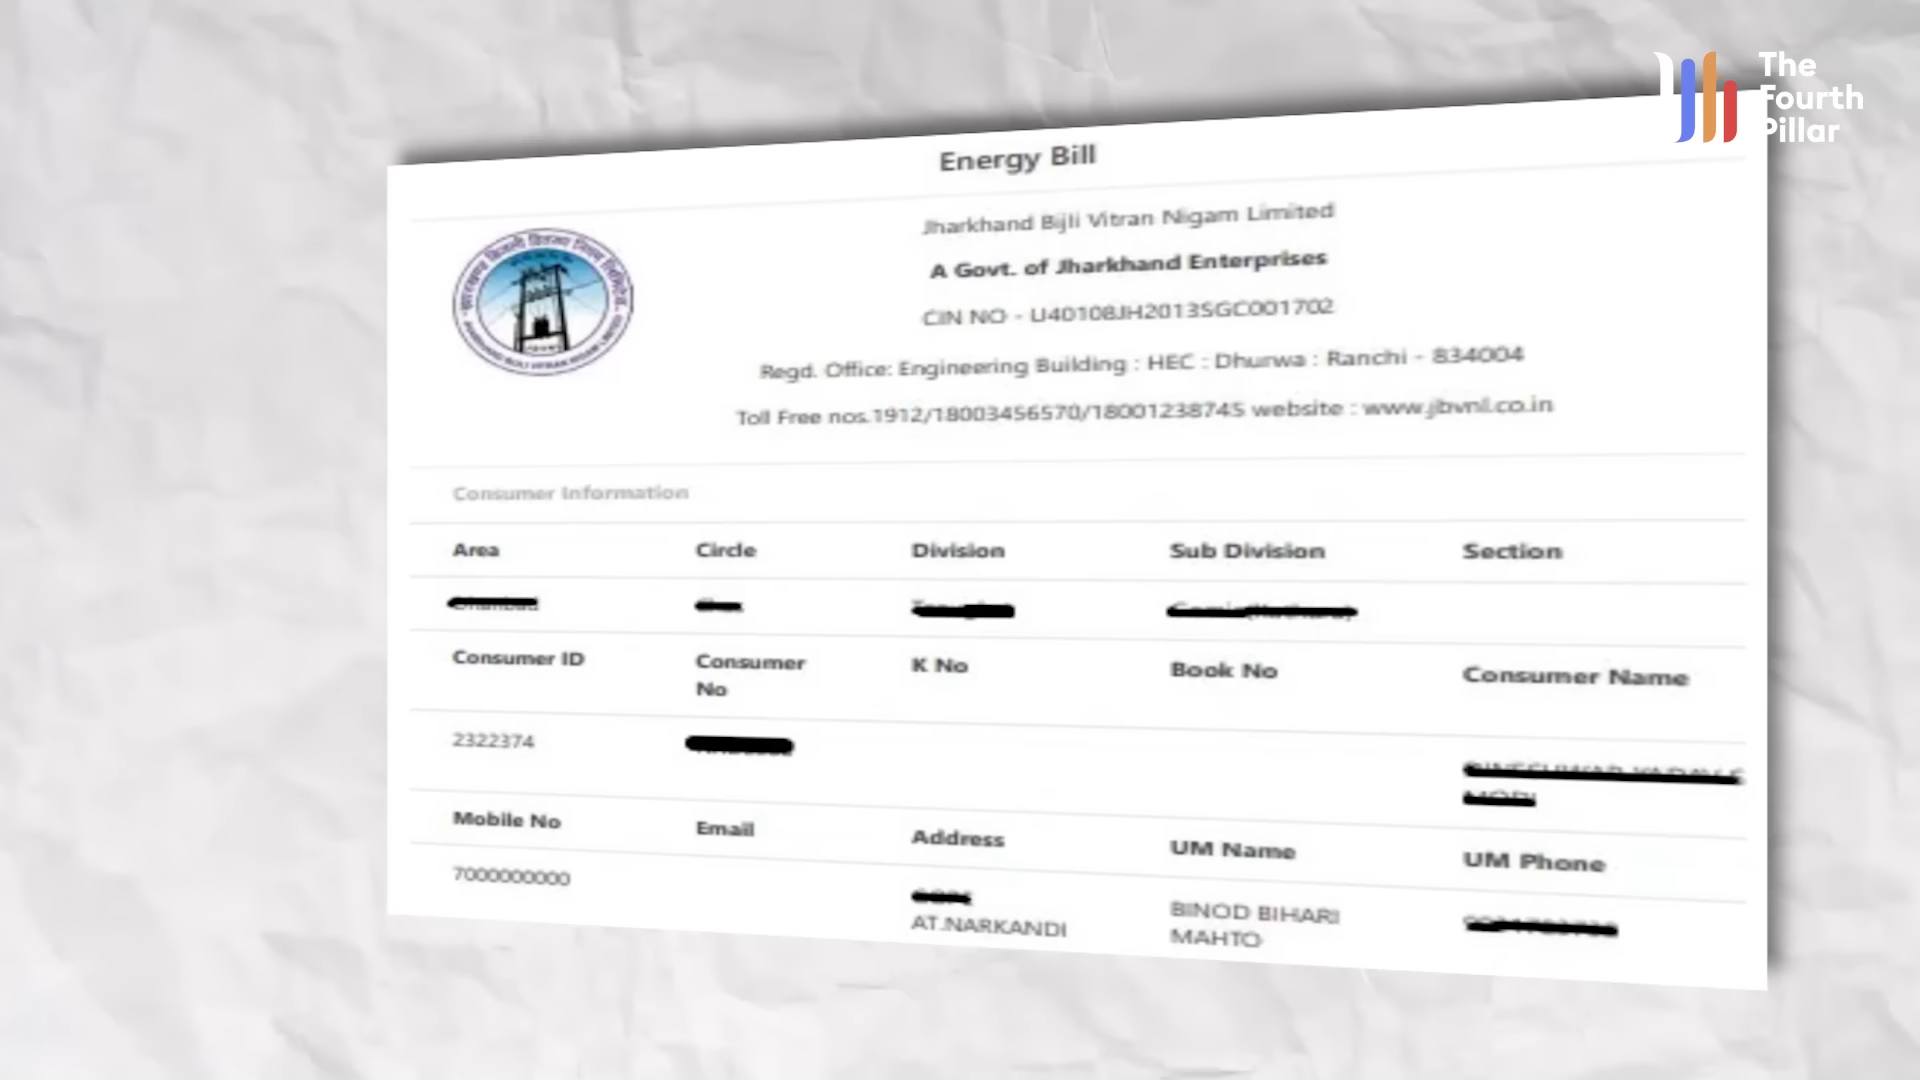 The
Fourth
Pillar
Energy Bill
Jharkhand Bijli Vitran Nigam Limited
A Govt. of Jharkhand Enterprises
CIN NO - U40108JH2013SGC001702
Regd. Office: Engineering Building : HEC : Dhurwa : Ranchi - 834004
Toll Free nos.1912/18003456570/18001238745 website : www.jbvnl.co.in
Consumer Information
Area Circle Division Sub Division Section
Consumer ID Consumer No K No Book No Consumer Name
2322374
Mobile No Email Address UM Name UM Phone
7000000000
AT.NARKANDI BINOD BIHARI
MAHTO